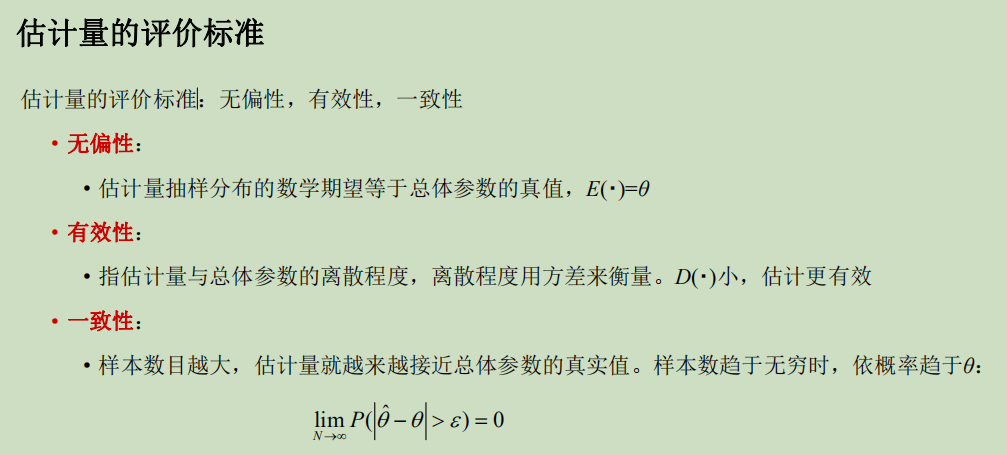 估计量的评价标准
估计量的评价标准：无偏性，有效性，一致性
• 无偏性：
• 估计量抽样分布的数学期望等于总体参数的真值，E(·)=θ
• 有效性：
• 指估计量与总体参数的离散程度，离散程度用方差来衡量。D(·)小，估计更有效
• 一致性：
• 样本数目越大，估计量就越来越接近总体参数的真实值。样本数趋于无穷时，依概率趋于θ：
lim P(|θ̂ − θ| > ε) = 0
N→∞